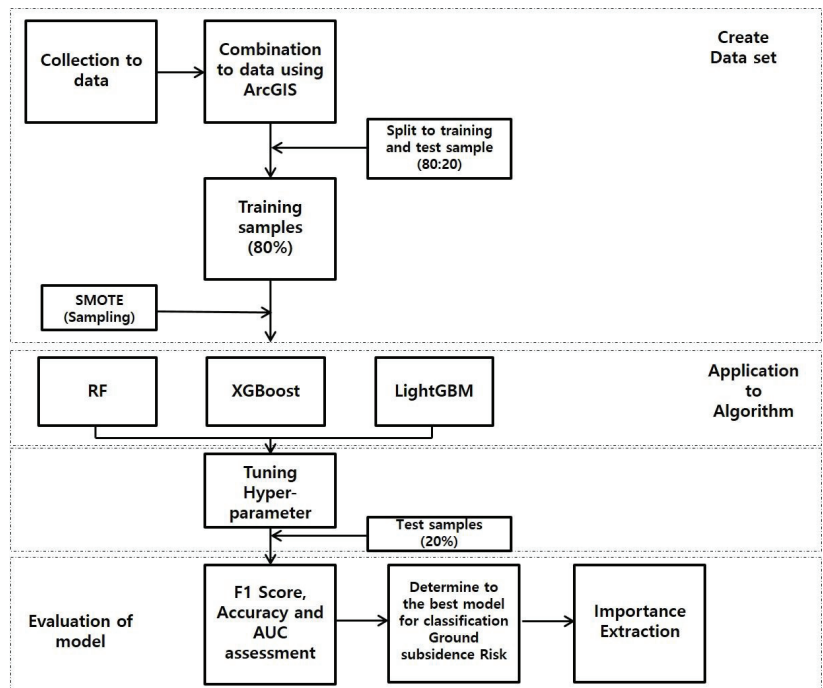 Collection to
data
Combination
to data using
ArcGIS
Create
Data set
Split to training
and test sample
(80:20)
Training
samples
(80%)
SMOTE
(Sampling)
RF
XGBoost
LightGBM
Application
to
Algorithm
Tuning
Hyper-
parameter
Test samples
(20%)
Evaluation of
model
F1 Score,
Accuracy and
AUC
assessment
Determine to
the best model
for classification
Ground
subsidence Risk
Importance
Extraction